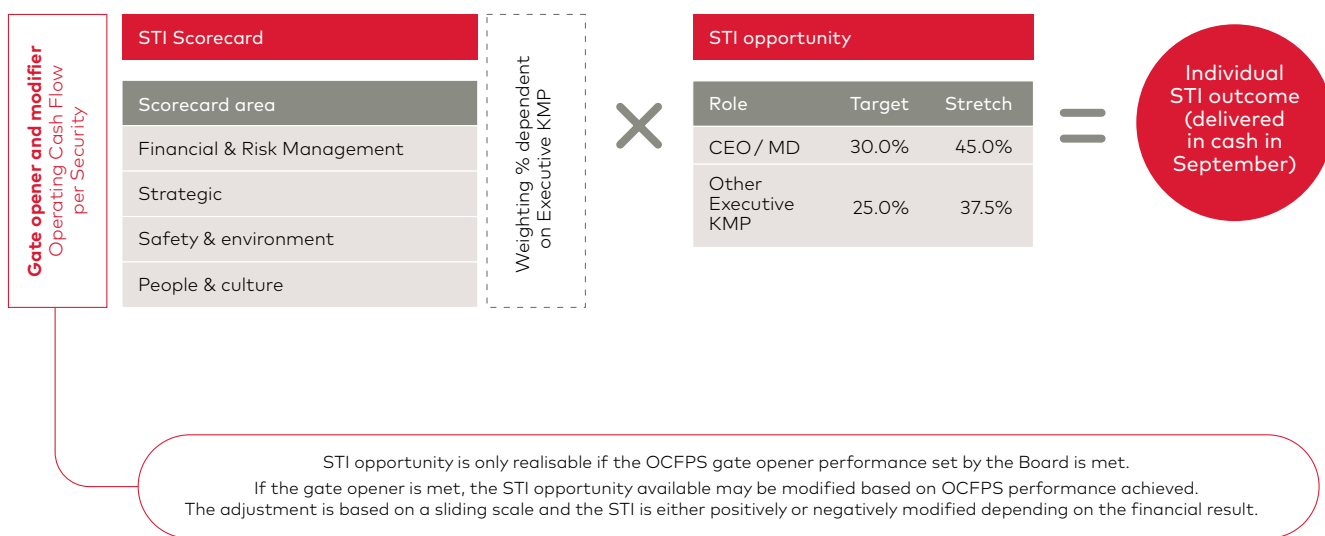 Gate opener and modifier
Operating Cash Flow
per Security
STI Scorecard
Scorecard area
Financial & Risk Management
Strategic
Safety & environment
People & culture
Weighting % dependent
on Executive KMP
×
STI opportunity
Role Target Stretch
CEO / MD 30.0% 45.0%
Other
Executive
KMP
25.0% 37.5%
=
Individual
STI outcome
(delivered
in cash in
September)
STI opportunity is only realisable if the OCFPS gate opener performance set by the Board is met.
If the gate opener is met, the STI opportunity available may be modified based on OCFPS performance achieved.
The adjustment is based on a sliding scale and the STI is either positively or negatively modified depending on the financial result.